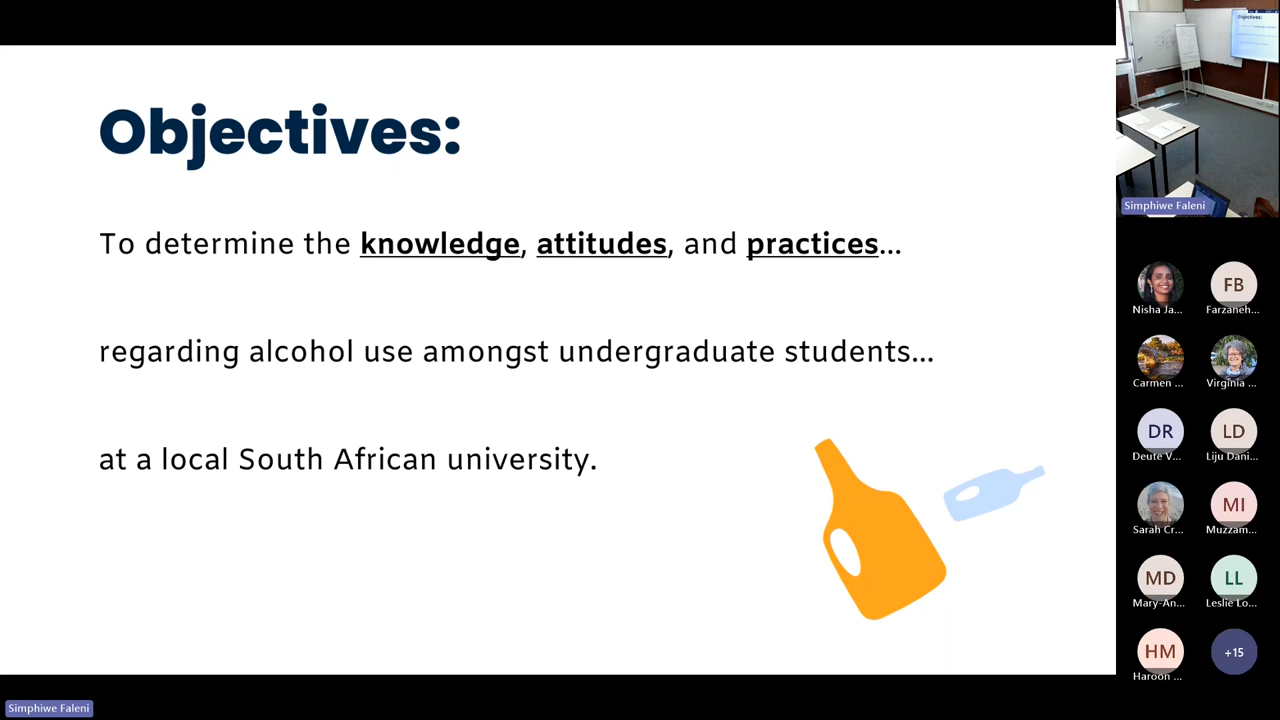 Objectives:
To determine the knowledge, attitudes, and practices...
regarding alcohol use amongst undergraduate students...
at a local South African university.
Simphiwe Faleni
Objectives:
Simphiwe Faleni
Nisha Ja...
FB
Farzaneh...
Carmen ...
Virginia ...
DR
Deute V...
LD
Liju Dani...
Sarah Cr...
MI
Muzzam...
MD
Mary-An...
LL
Leslie Lo...
HM
Haroon ...
+15